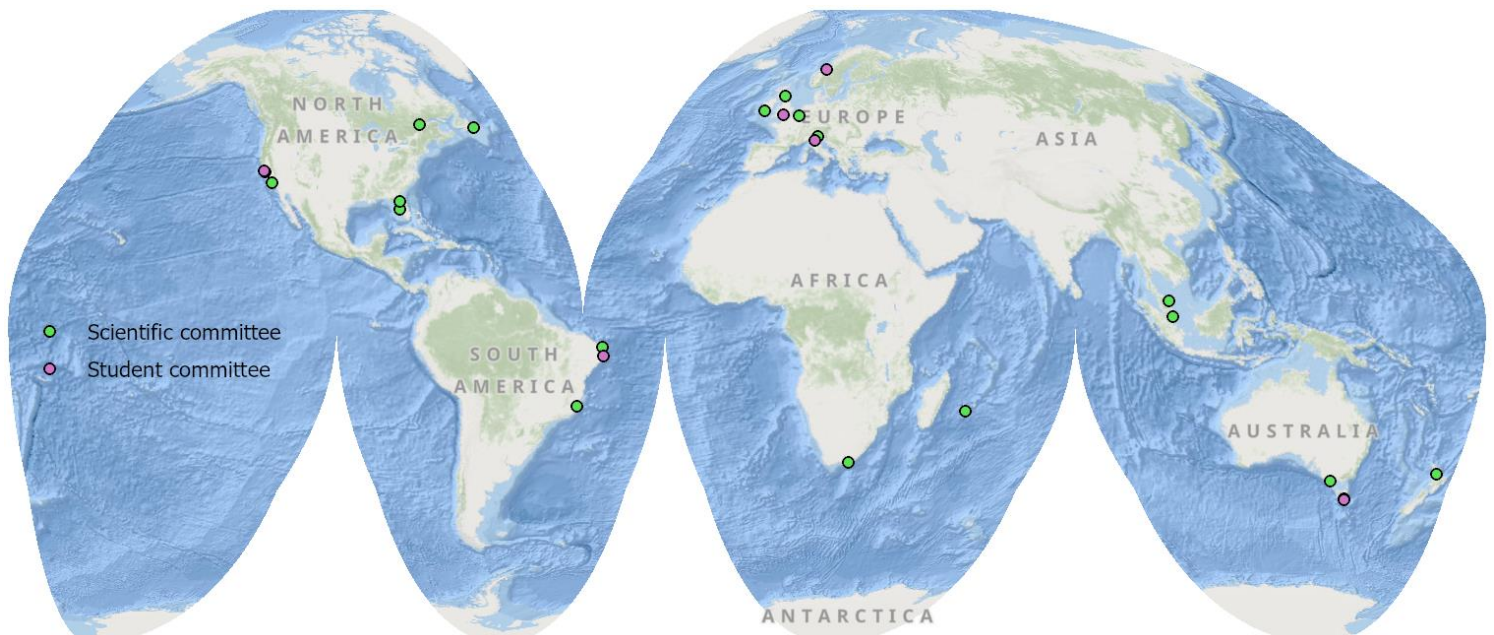 NORTH
AMERICA
EUROPE
ASIA
AFRICA
Scientific committee
Student committee
SOUTH
AMERICA
AUSTRALIA
ANTARCTICA